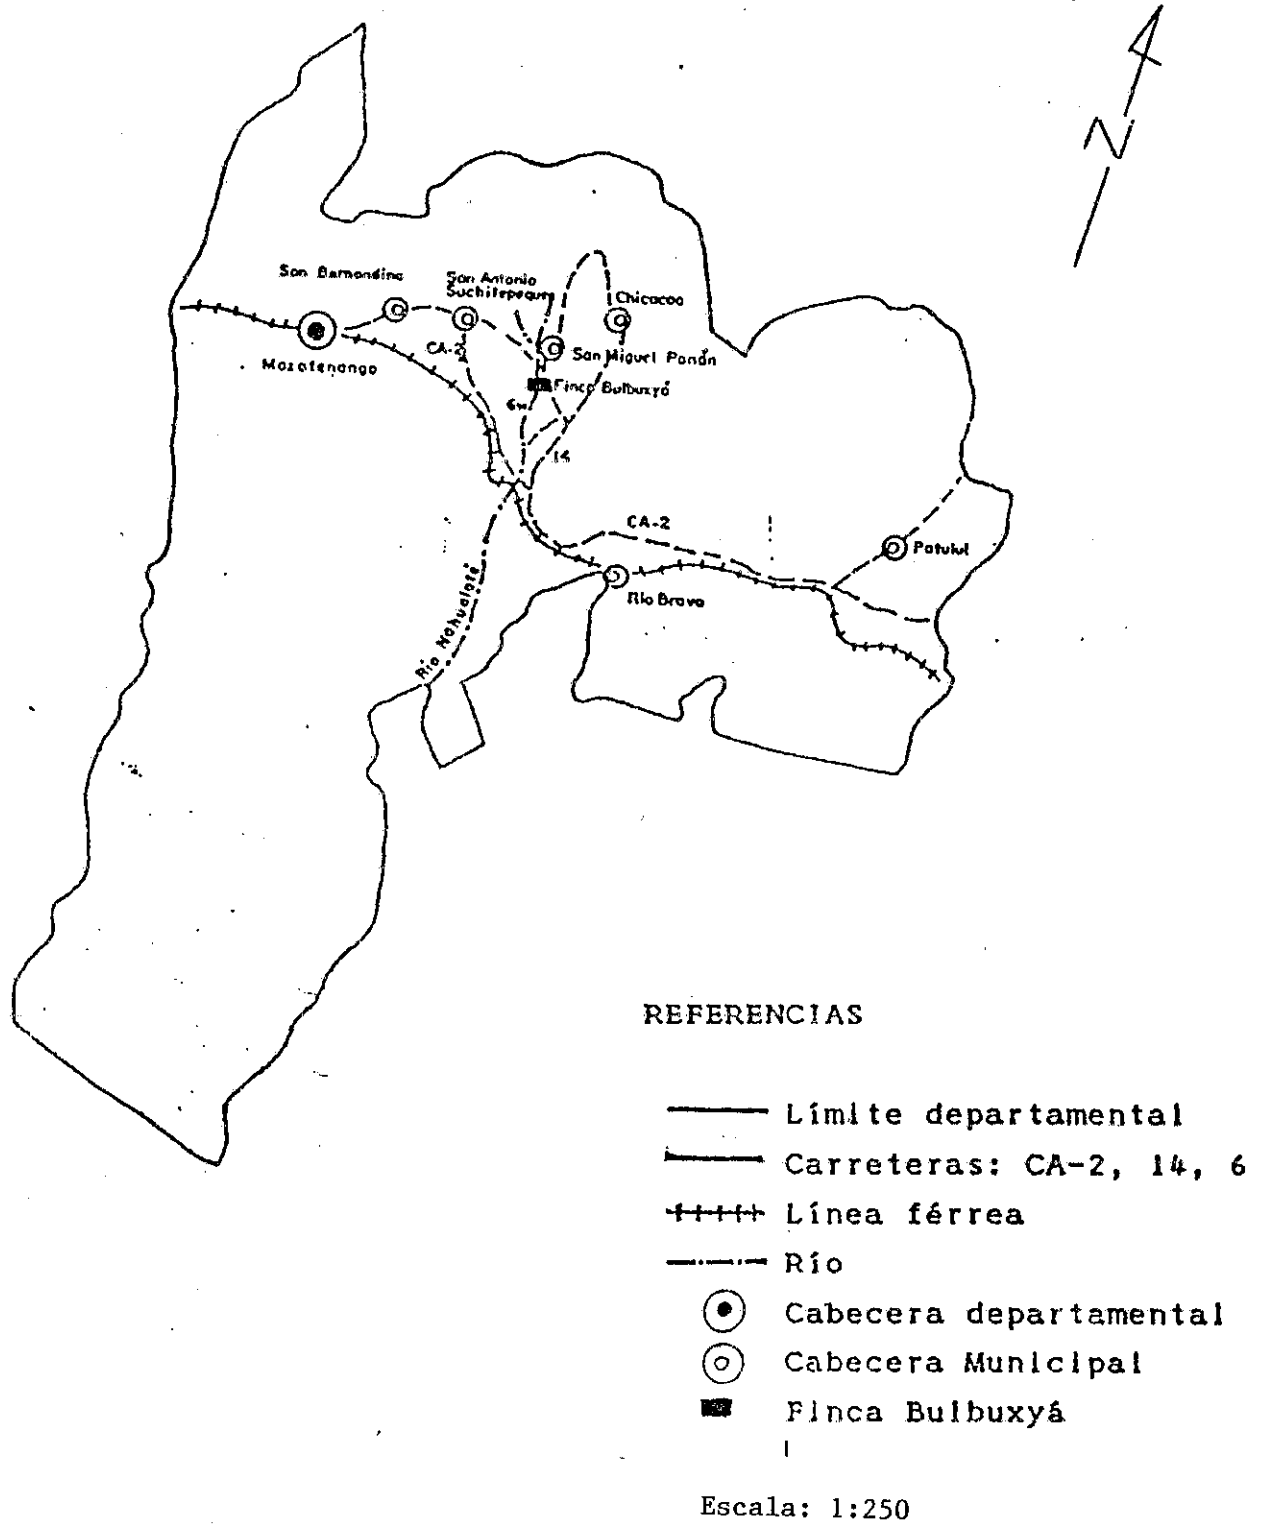 N
San Bernardino
San Antonio
Suchitepequez
Chicacao
CA-2
San Miguel Panán
Mazatenango
Finca Bulbuxyá
6w
14
CA-2
Patulul
Río Bravo
Río Nahualate
REFERENCIAS
Límite departamental
Carreteras: CA-2, 14, 6
Línea férrea
Río
Cabecera departamental
Cabecera Municipal
Finca Bulbuxyá
Escala: 1:250